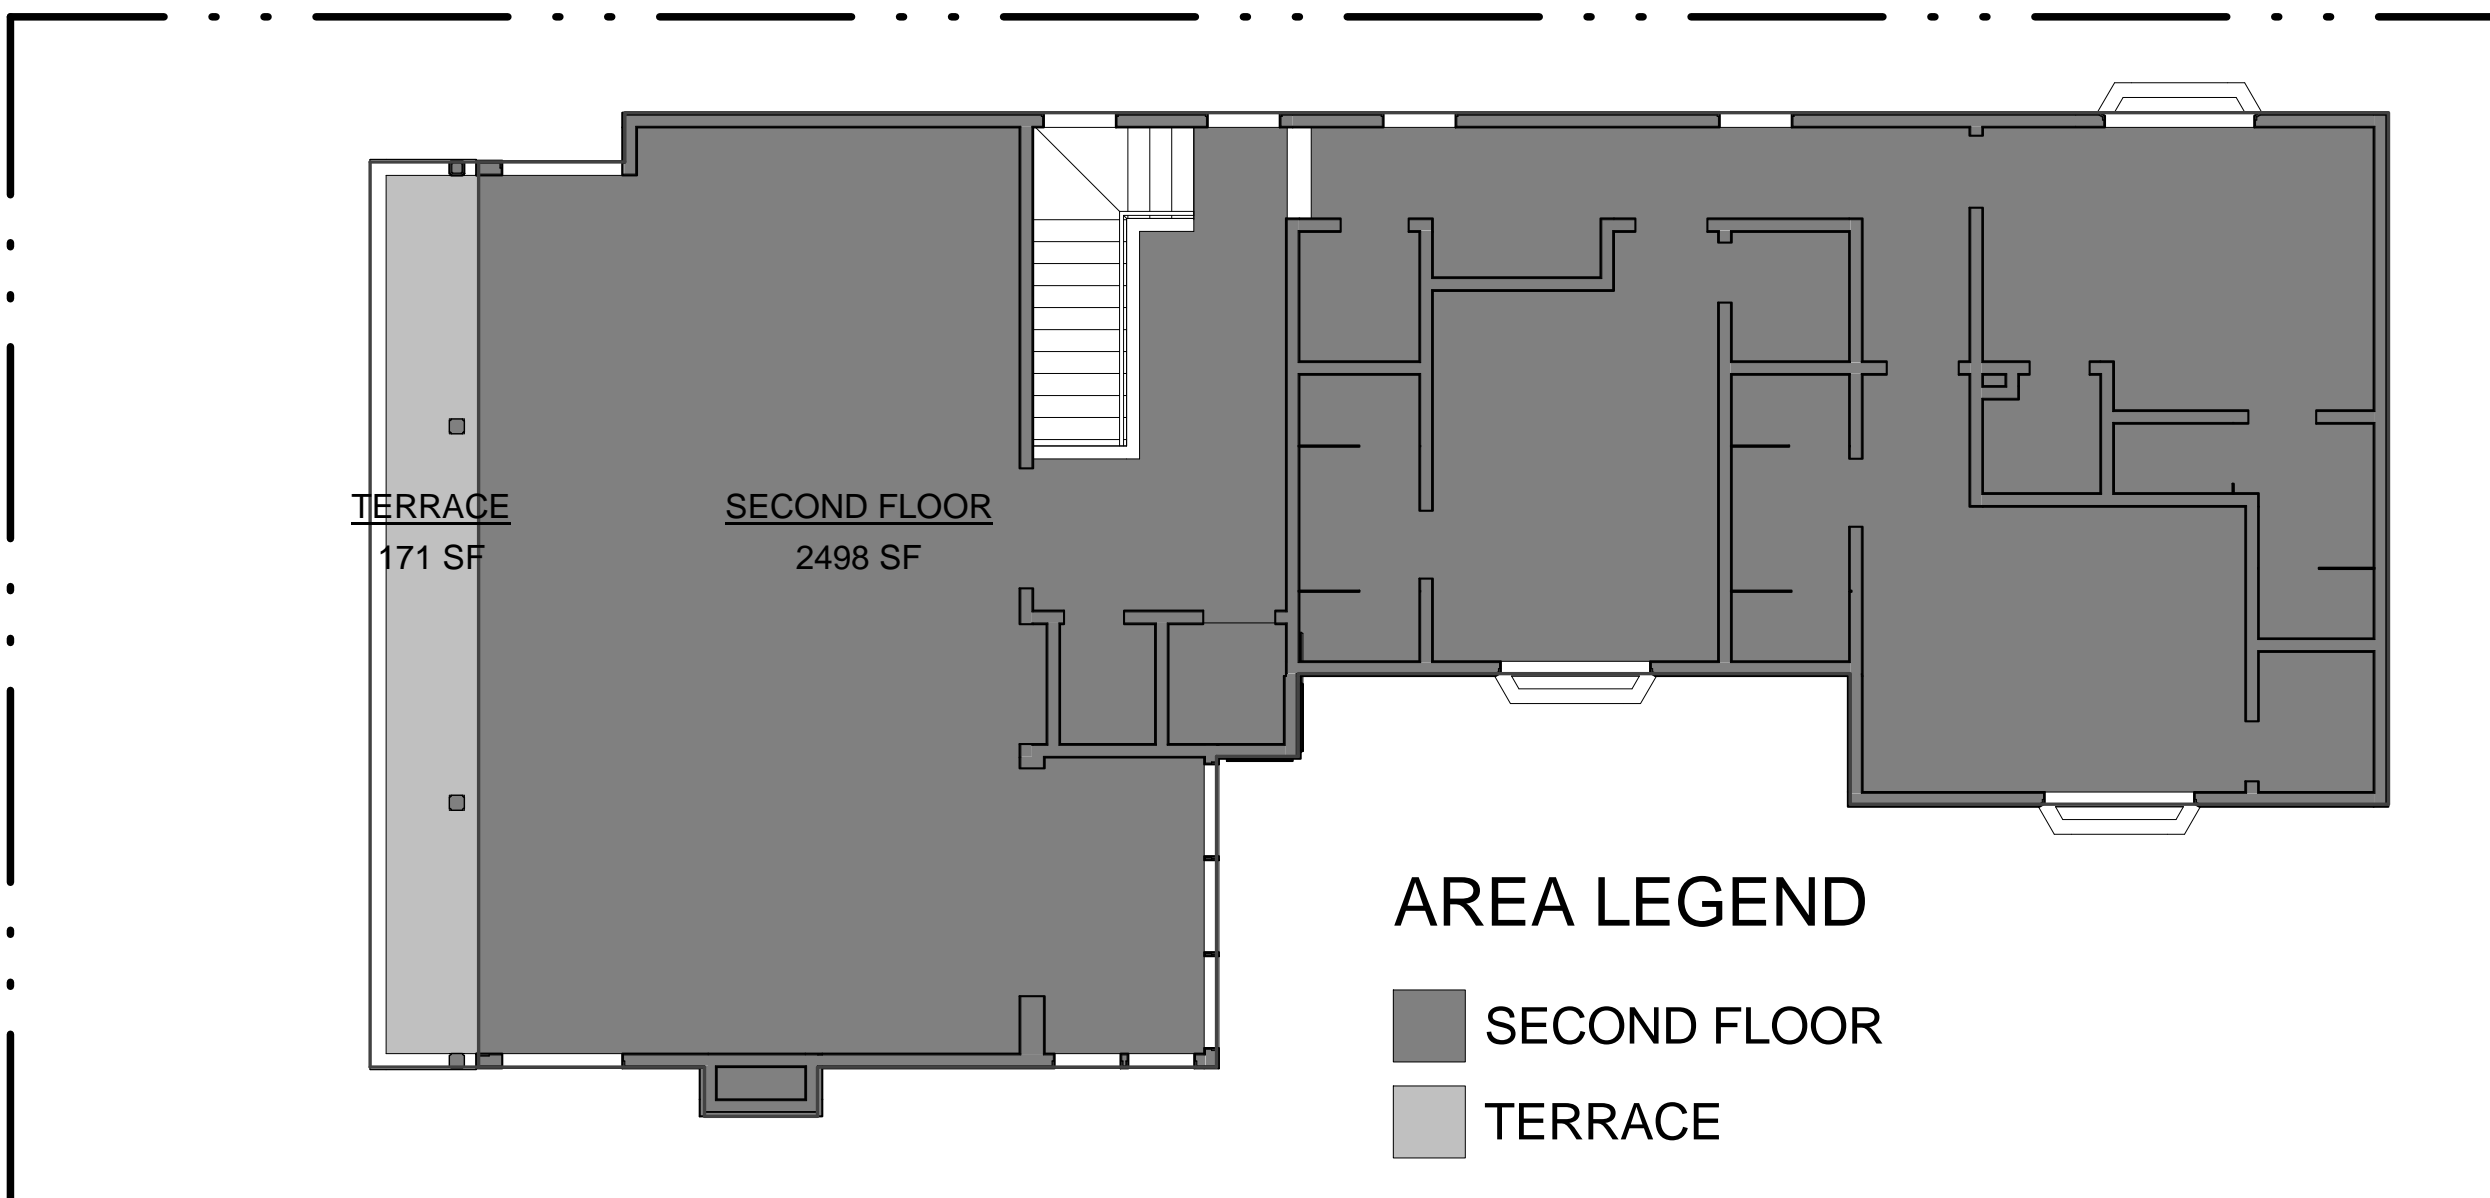 TERRACE
171 SF
SECOND FLOOR
2498 SF
AREA LEGEND
SECOND FLOOR
TERRACE